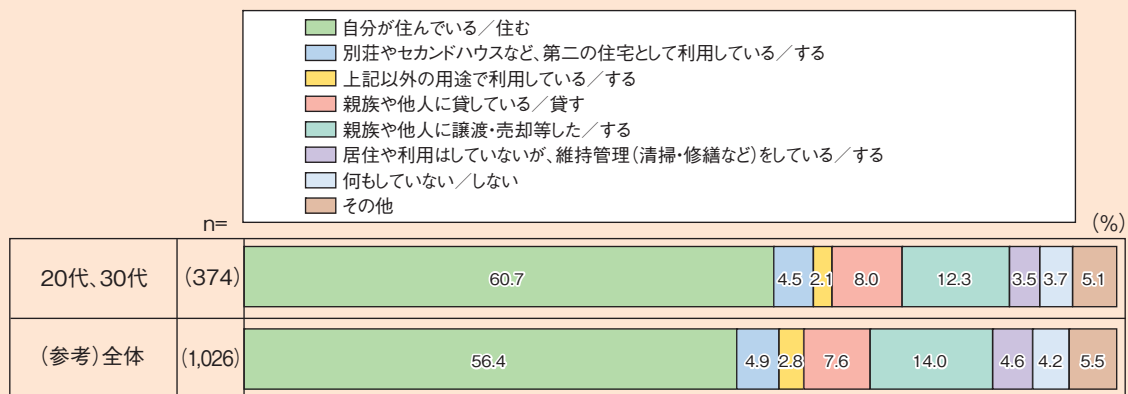 自分が住んでいる／住む
別荘やセカンドハウスなど、第二の住宅として利用している／する
上記以外の用途で利用している／する
親族や他人に貸している／貸す
親族や他人に譲渡・売却等した／する
居住や利用はしていないが、維持管理（清掃・修繕など）をしている／する
何もしていない／しない
その他
n=
(%)
20代、30代 (374) 60.7 4.5 2.1 8.0 12.3 3.5 3.7 5.1
(参考)全体 (1,026) 56.4 4.9 2.8 7.6 14.0 4.6 4.2 5.5